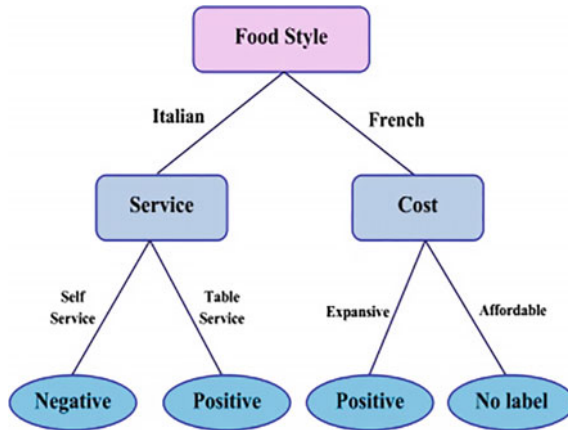 Food Style
Italian
French
Service
Cost
Self
Service
Table
Service
Expansive
Affordable
Negative
Positive
Positive
No label